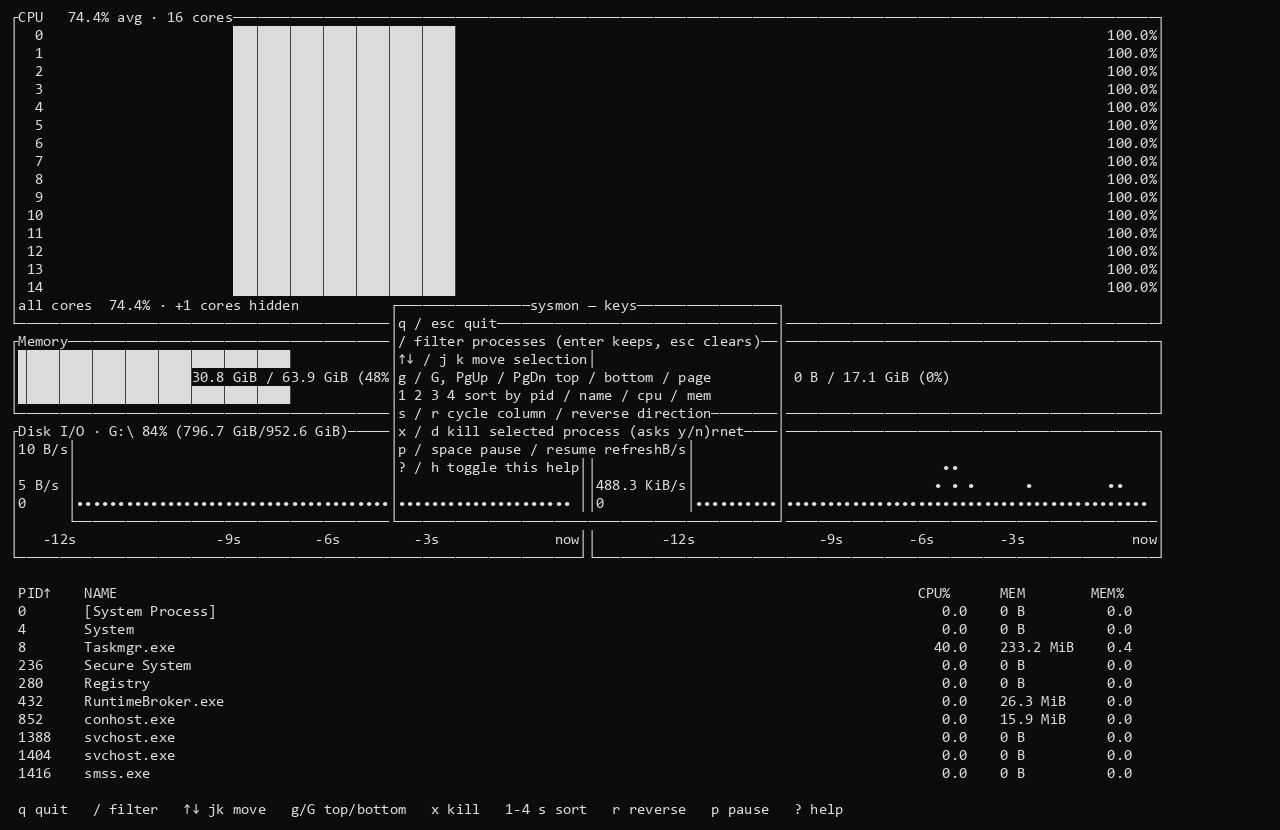 CPU 74.4% avg · 16 cores
0 100.0%
1 100.0%
2 100.0%
3 100.0%
4 100.0%
5 100.0%
6 100.0%
7 100.0%
8 100.0%
9 100.0%
10 100.0%
11 100.0%
12 100.0%
13 100.0%
14 100.0%
all cores 74.4% · +1 cores hidden
sysmon — keys
q / esc quit
/ filter processes (enter keeps, esc clears)
↑↓ / j k move selection
g / G, PgUp / PgDn top / bottom / page
1 2 3 4 sort by pid / name / cpu / mem
s / r cycle column / reverse direction
x / d kill selected process (asks y/n)rnet
p / space pause / resume refreshB/s
? / h toggle this help
Memory
30.8 GiB / 63.9 GiB (48%
0 B / 17.1 GiB (0%)
Disk I/O · G:\ 84% (796.7 GiB/952.6 GiB)
10 B/s
5 B/s
0
-12s -9s -6s -3s now
488.3 KiB/s
0
-12s -9s -6s -3s now
PID↑ NAME CPU% MEM MEM%
0 [System Process] 0.0 0 B 0.0
4 System 0.0 0 B 0.0
8 Taskmgr.exe 40.0 233.2 MiB 0.4
236 Secure System 0.0 0 B 0.0
280 Registry 0.0 0 B 0.0
432 RuntimeBroker.exe 0.0 26.3 MiB 0.0
852 conhost.exe 0.0 15.9 MiB 0.0
1388 svchost.exe 0.0 0 B 0.0
1404 svchost.exe 0.0 0 B 0.0
1416 smss.exe 0.0 0 B 0.0
q quit / filter ↑↓ jk move g/G top/bottom x kill 1-4 s sort r reverse p pause ? help